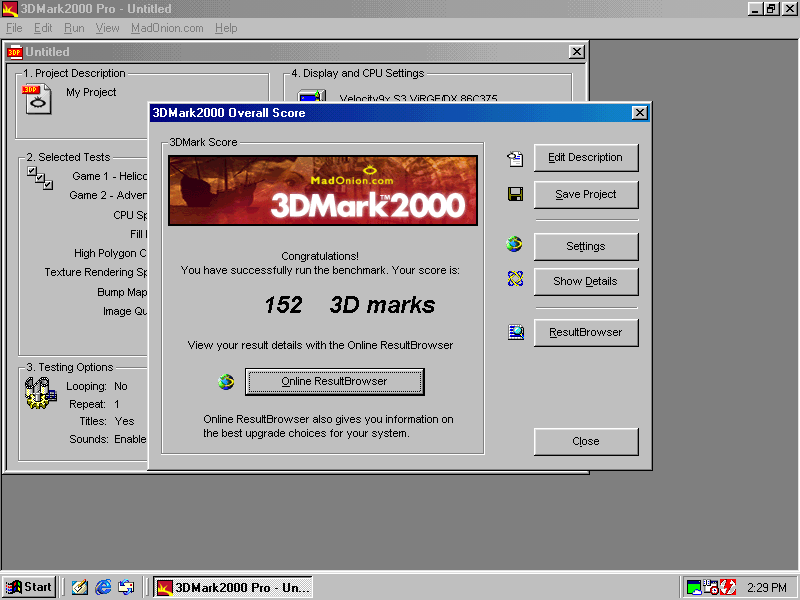 3DMark2000 Pro - Untitled
File Edit Run View MadOnion.com Help
Untitled
1. Project Description
My Project
4. Display and CPU Settings
Velocity9x S3 ViRGE/DX 86C375
2. Selected Tests
Game 1 - Helico
Game 2 - Adven
CPU Sp
Fill
High Polygon C
Texture Rendering Sp
Bump Map
Image Qu
3. Testing Options
Looping: No
Repeat: 1
Titles: Yes
Sounds: Enable
3DMark2000 Overall Score
3DMark Score
MadOnion.com
3DMark™2000
Congratulations!
You have successfully run the benchmark. Your score is:
152 3D marks
View your result details with the Online ResultBrowser
Online ResultBrowser
Online ResultBrowser also gives you information on
the best upgrade choices for your system.
Edit Description
Save Project
Settings
Show Details
ResultBrowser
Close
Start
3DMark2000 Pro - Un...
2:29 PM